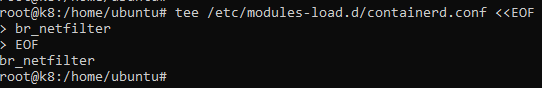 root@k8:/home/ubuntu# tee /etc/modules-load.d/containerd.conf <<EOF
> br_netfilter
> EOF
br_netfilter
root@k8:/home/ubuntu#